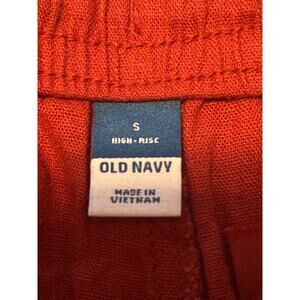 S
HIGH-RISE
OLD NAVY
MADE IN
VIETNAM